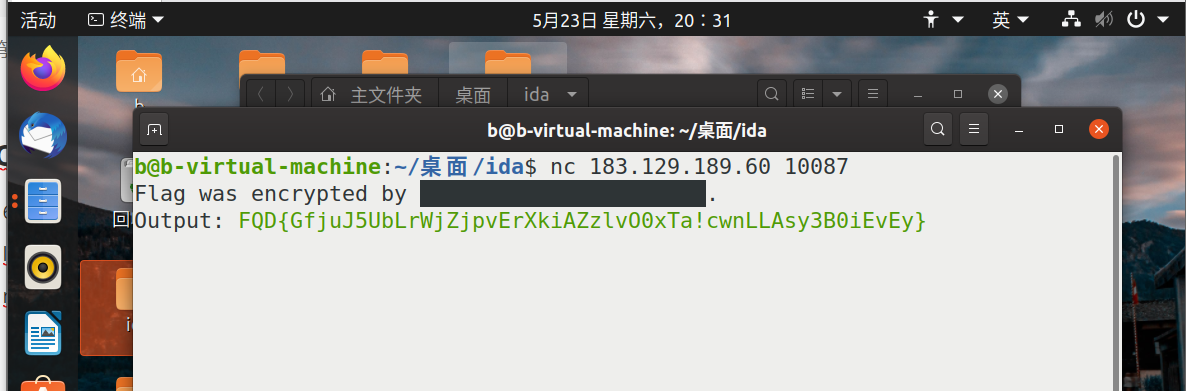 活动 终端 5月23日 星期六，20：31 英
主文件夹 桌面 ida
b@b-virtual-machine: ~/桌面/ida
b@b-virtual-machine:~/桌面/ida$ nc 183.129.189.60 10087
Flag was encrypted by .
Output: FQD{GfjuJ5UbLrWjZjpvErXkiAZzlvO0xTa!cwnLLAsy3B0iEvEy}
回